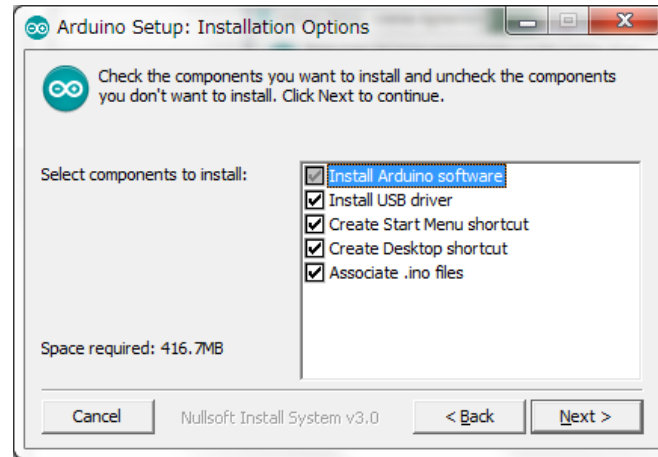 Arduino Setup: Installation Options
Check the components you want to install and uncheck the components
you don't want to install. Click Next to continue.
Select components to install:
Install Arduino software
Install USB driver
Create Start Menu shortcut
Create Desktop shortcut
Associate .ino files
Space required: 416.7MB
Cancel
Nullsoft Install System v3.0
< Back
Next >